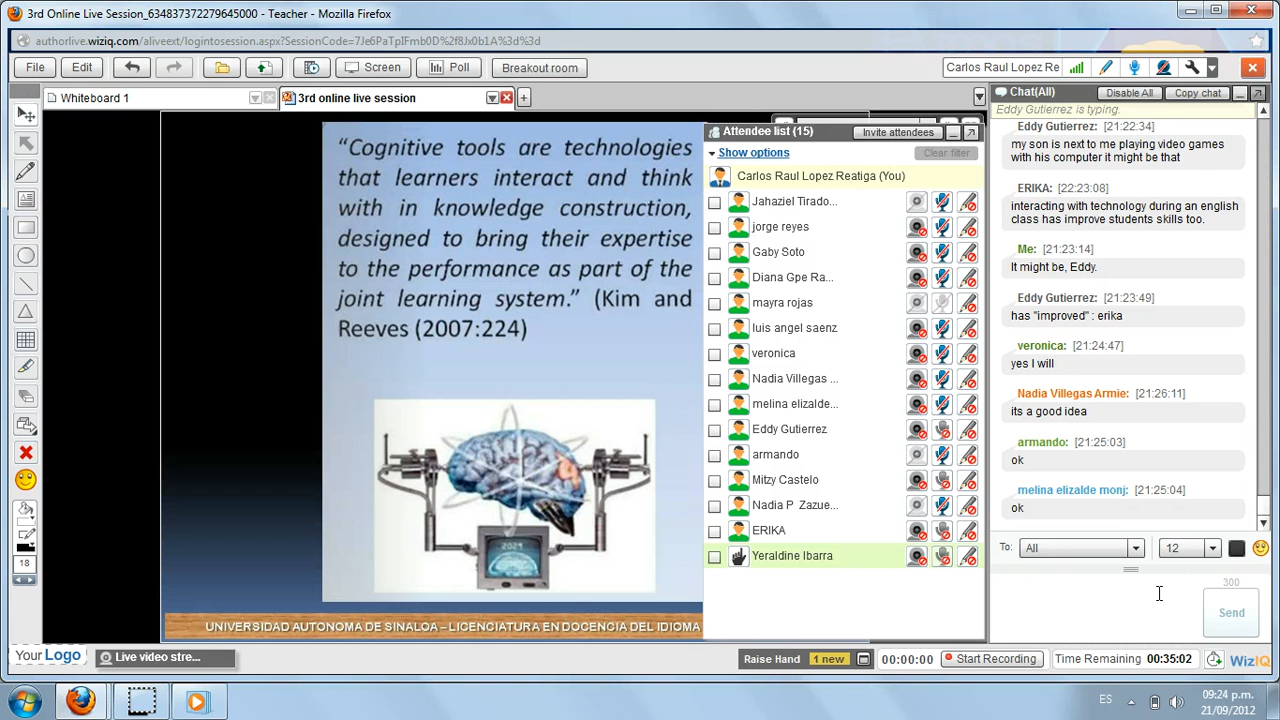 3rd Online Live Session_634837372279645000 - Teacher - Mozilla Firefox
authorlive.wiziq.com/aliveext/logintosession.aspx?SessionCode=7Je6PaTpIFmb0D%2f8Jx0b1A%3d%3d
File
Edit
Screen
Poll
Breakout room
Carlos Raul Lopez Re
Whiteboard 1
3rd online live session
“Cognitive tools are technologies
that learners interact and think
with in knowledge construction,
designed to bring their expertise
to the performance as part of the
joint learning system.” (Kim and
Reeves (2007:224)
2029
UNIVERSIDAD AUTONOMA DE SINALOA – LICENCIATURA EN DOCENCIA DEL IDIOMA
18
Attendee list (15)
Invite attendees
Show options
Clear filter
Carlos Raul Lopez Reatiga (You)
Jahaziel Tirado...
jorge reyes
Gaby Soto
Diana Gpe Ra...
mayra rojas
luis angel saenz
veronica
Nadia Villegas ...
melina elizalde...
Eddy Gutierrez
armando
Mitzy Castelo
Nadia P Zazue...
ERIKA
Yeraldine Ibarra
Chat(All)
Disable All
Copy chat
Eddy Gutierrez is typing.
Eddy Gutierrez: [21:22:34]
my son is next to me playing video games
with his computer it might be that
ERIKA: [22:23:08]
interacting with technology during an english
class has improve students skills too.
Me: [21:23:14]
It might be, Eddy.
Eddy Gutierrez: [21:23:49]
has "improved" : erika
veronica: [21:24:47]
yes I will
Nadia Villegas Armie: [21:26:11]
its a good idea
armando: [21:25:03]
ok
melina elizalde monj: [21:25:04]
ok
To:
All
12
300
Send
Your Logo
Live video stre...
Raise Hand
1 new
00:00:00
Start Recording
Time Remaining 00:35:02
WizIQ
ES
09:24 p.m.
21/09/2012